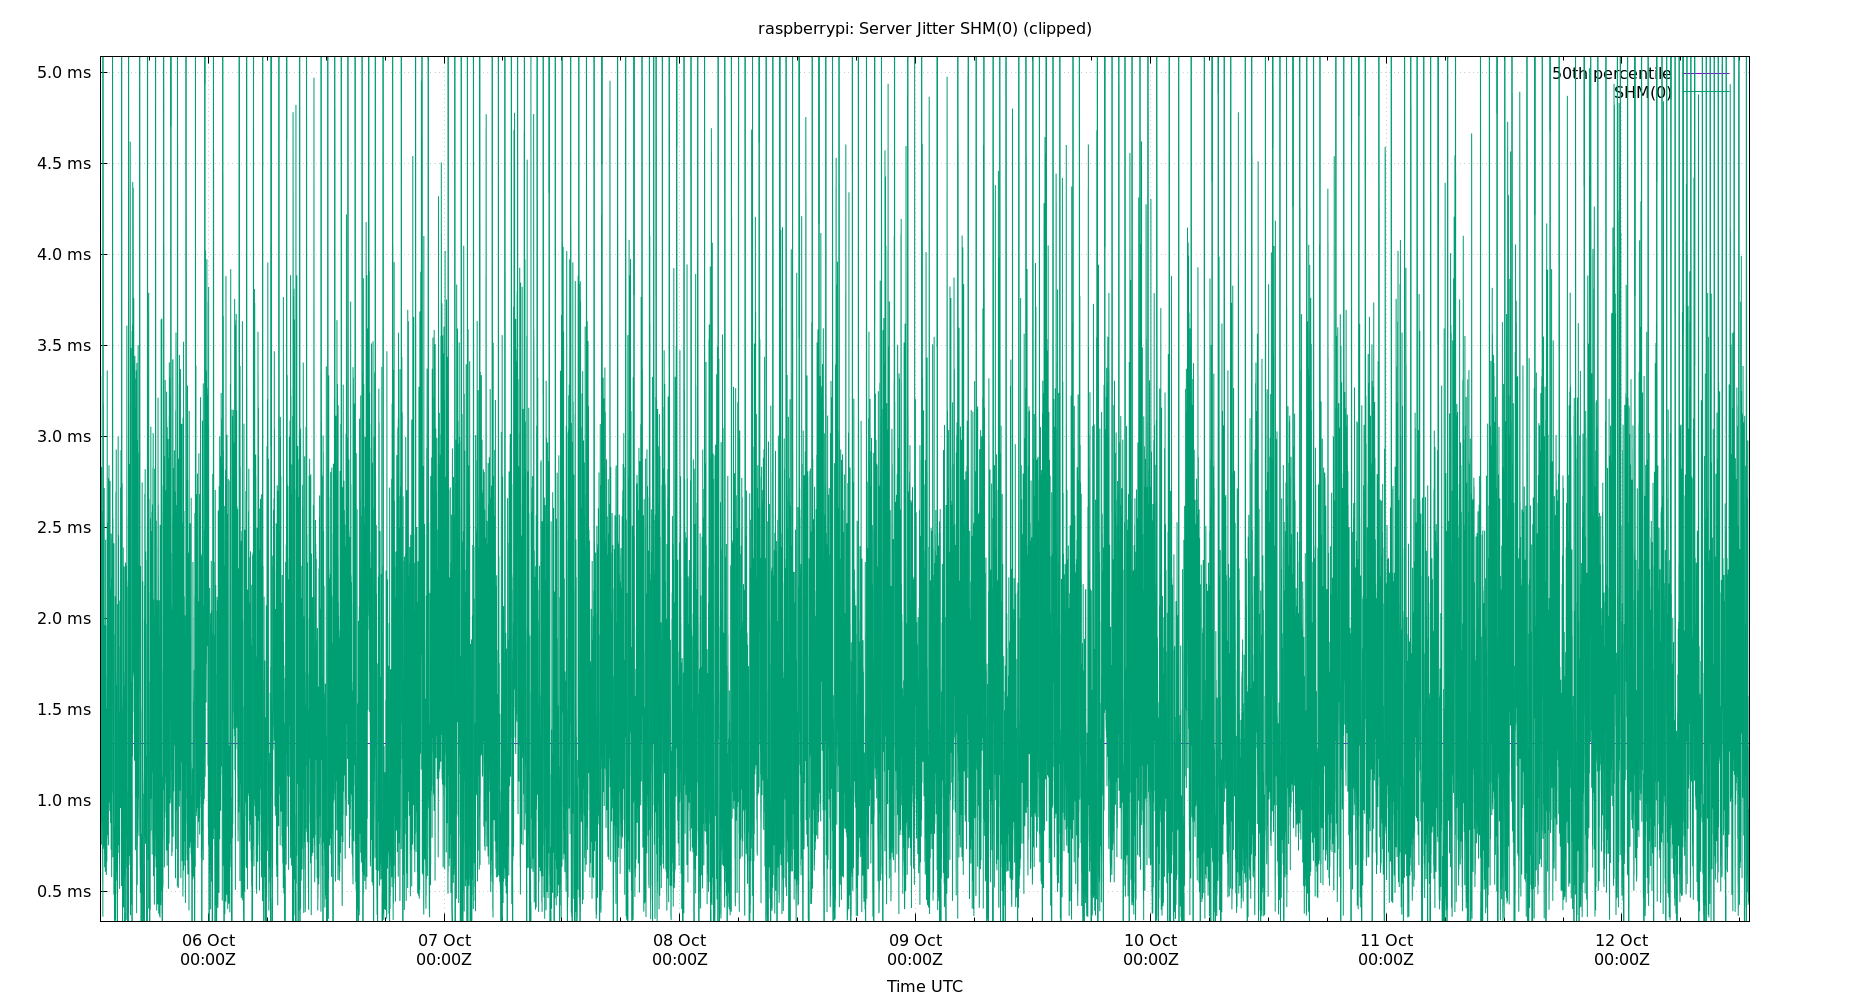 raspberrypi: Server Jitter SHM(0) (clipped)
5.0 ms
50th percentile
SHM(0)
4.5 ms
4.0 ms
3.5 ms
3.0 ms
2.5 ms
2.0 ms
1.5 ms
1.0 ms
0.5 ms
06 Oct 07 Oct 08 Oct 09 Oct 10 Oct 11 Oct 12 Oct
00:00Z 00:00Z 00:00Z 00:00Z 00:00Z 00:00Z 00:00Z
Time UTC